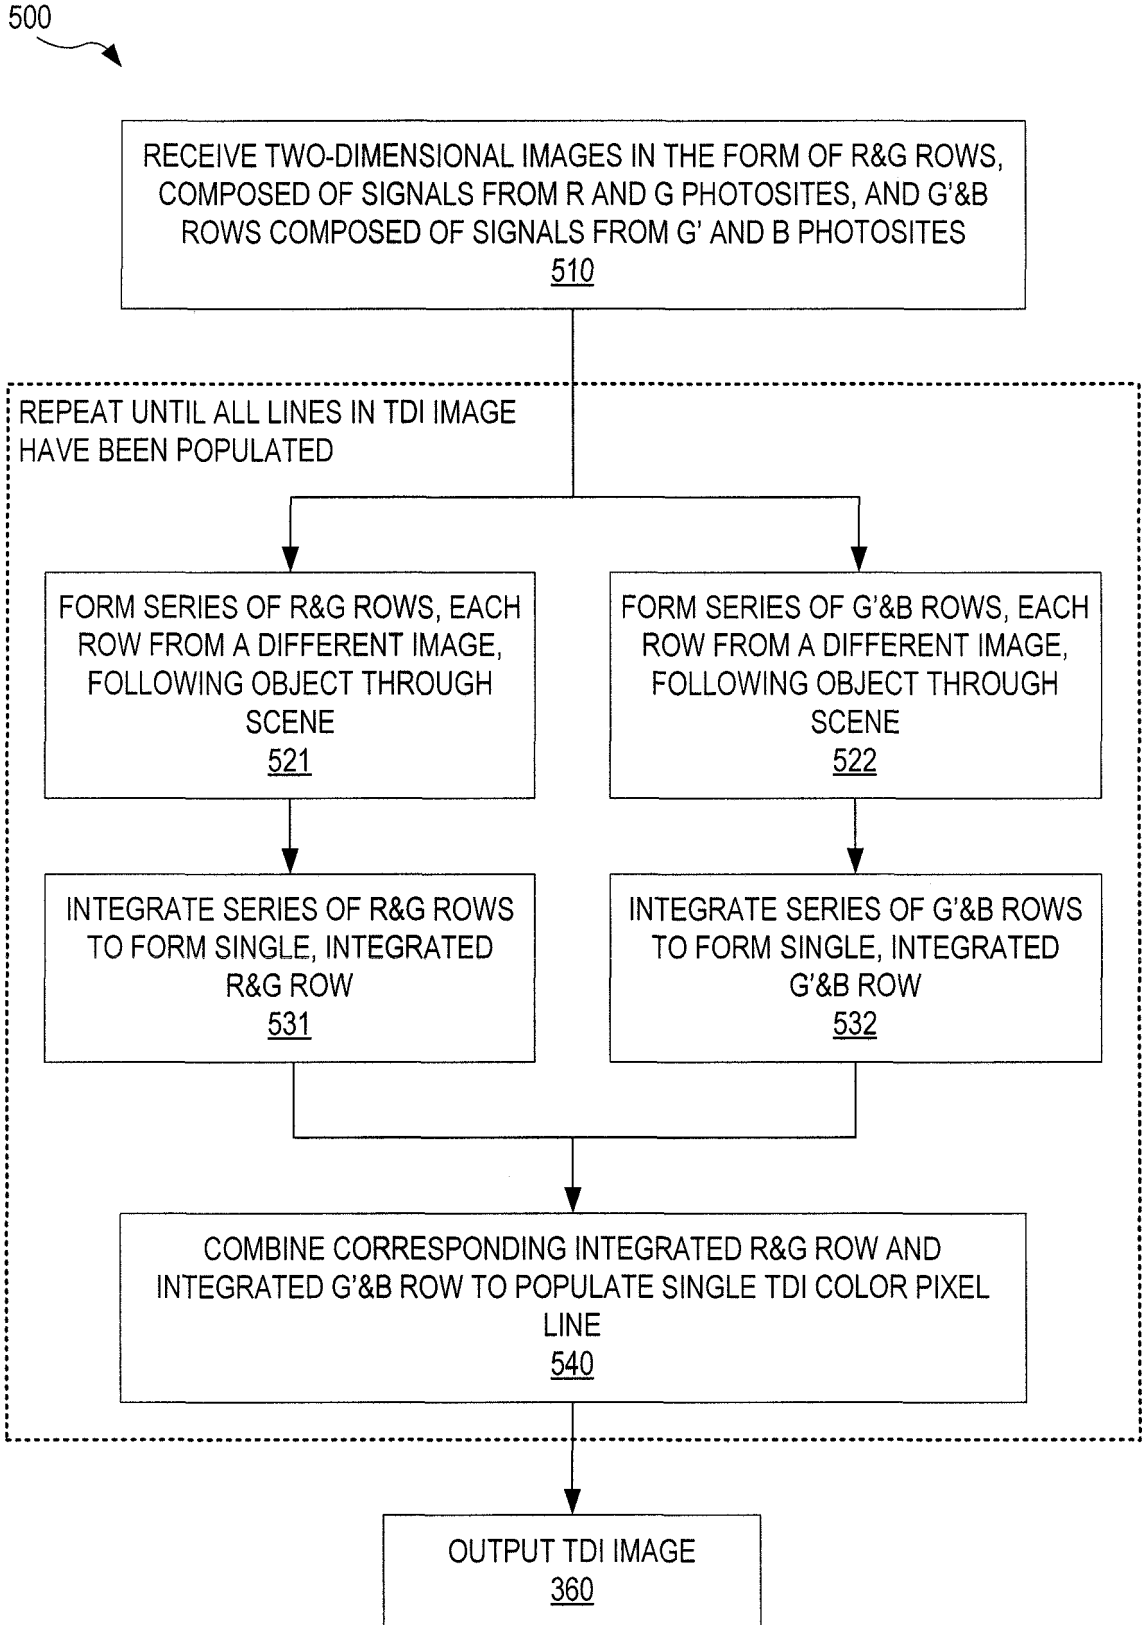 500
RECEIVE TWO-DIMENSIONAL IMAGES IN THE FORM OF R&G ROWS,
COMPOSED OF SIGNALS FROM R AND G PHOTOSITES, AND G'&B
ROWS COMPOSED OF SIGNALS FROM G' AND B PHOTOSITES
510
REPEAT UNTIL ALL LINES IN TDI IMAGE
HAVE BEEN POPULATED
FORM SERIES OF R&G ROWS, EACH
ROW FROM A DIFFERENT IMAGE,
FOLLOWING OBJECT THROUGH
SCENE
521
FORM SERIES OF G'&B ROWS, EACH
ROW FROM A DIFFERENT IMAGE,
FOLLOWING OBJECT THROUGH
SCENE
522
INTEGRATE SERIES OF R&G ROWS
TO FORM SINGLE, INTEGRATED
R&G ROW
531
INTEGRATE SERIES OF G'&B ROWS
TO FORM SINGLE, INTEGRATED
G'&B ROW
532
COMBINE CORRESPONDING INTEGRATED R&G ROW AND
INTEGRATED G'&B ROW TO POPULATE SINGLE TDI COLOR PIXEL
LINE
540
OUTPUT TDI IMAGE
360